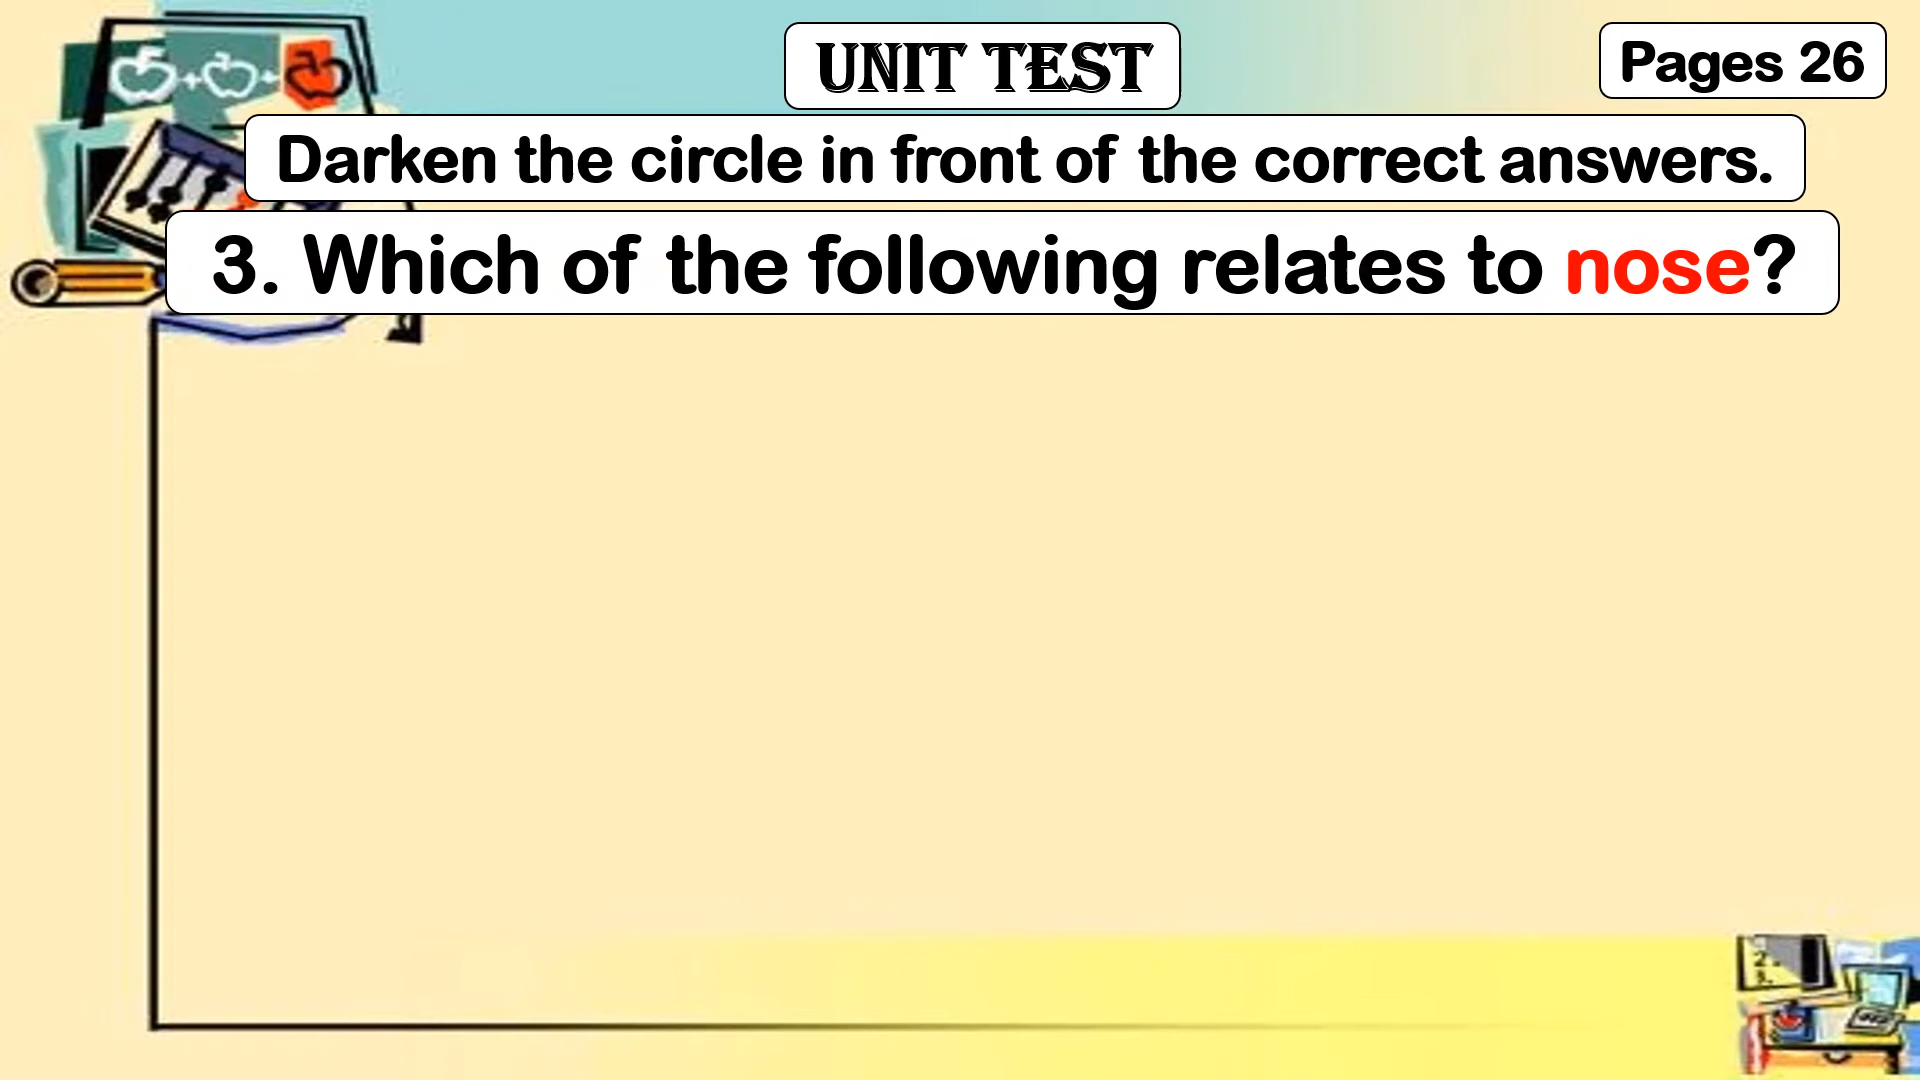 UNIT TEST
Pages 26
Darken the circle in front of the correct answers.
3. Which of the following relates to nose?